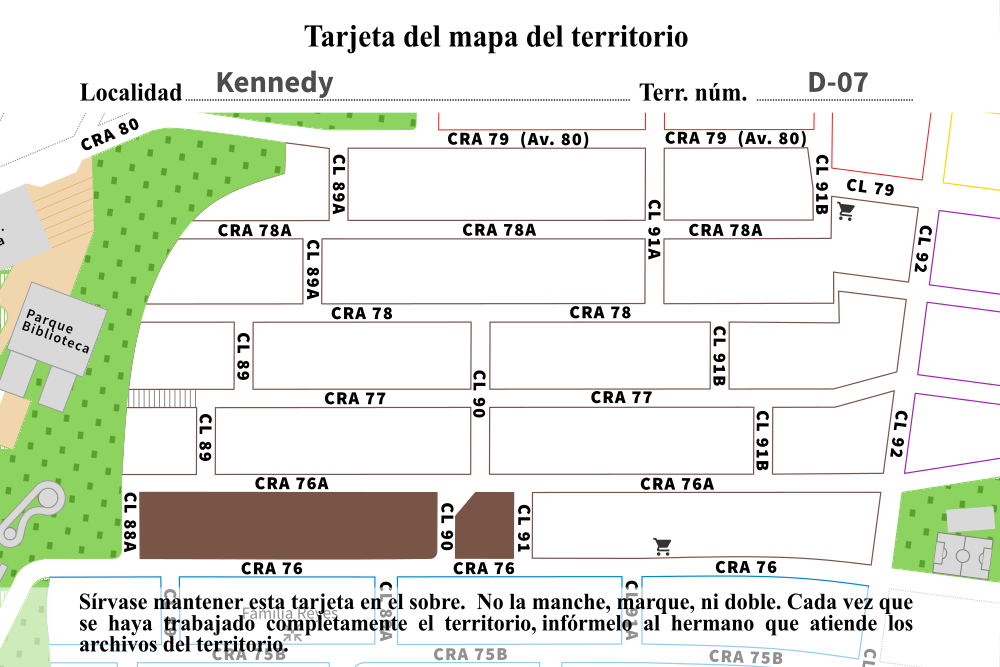 Tarjeta del mapa del territorio
Localidad Kennedy Terr. núm. D-07
CRA 80
CRA 79 (Av. 80) CRA 79 (Av. 80)
CL 89A CL 91B CL 79
CL 91A
CRA 78A CRA 78A CRA 78A
CL 92
CL 89A
CRA 78 CRA 78
Parque
Biblioteca
CL 89 CL 91B
CL 90
CRA 77 CRA 77
CL 89 CL 91B CL 92
CRA 76A CRA 76A
CL 88A CL 90 CL 91
CRA 76 CRA 76 CRA 76
Sírvase mantener esta tarjeta en el sobre. No la manche, marque, ni doble. Cada vez que
Familia Reyes
se haya trabajado completamente el territorio, infórmelo al hermano que atiende los
archivos del territorio.
CL 91A
CRA 75B CRA 75B CRA 75B
CL